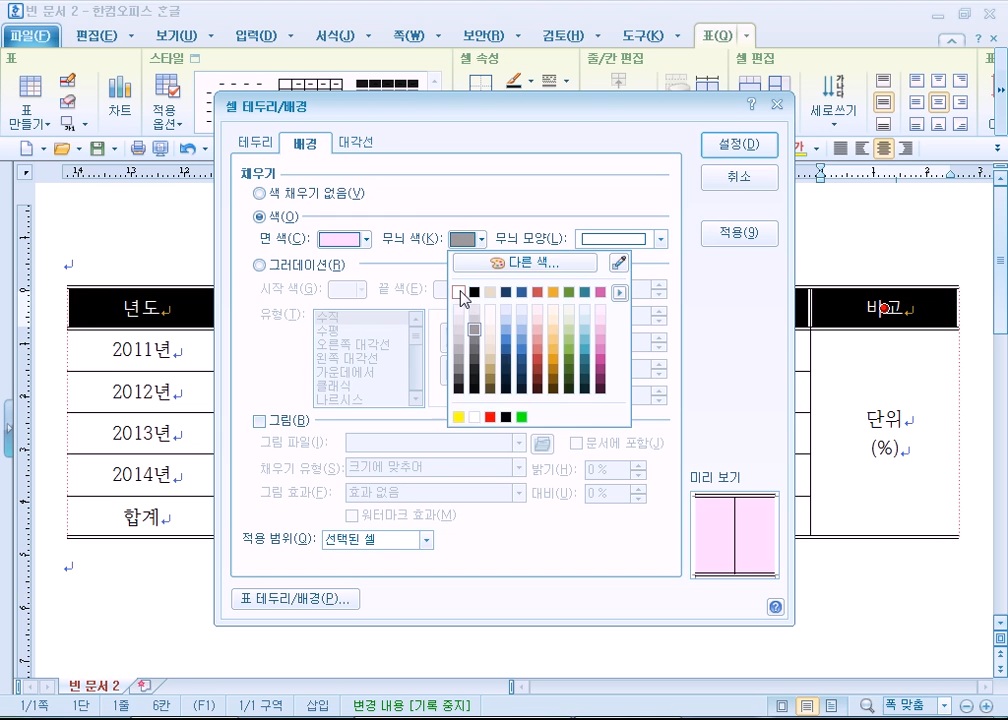 빈 문서 2 - 한컴오피스 흔글
파일(F) 편집(E) 보기(U) 입력(D) 서식(J) 쪽(W) 보안(R) 검토(H) 도구(K) 표(Q)
표 스타일 셀 속성 줄/칸 편집 셀 편집
표 만들기 차트 적용 옵션 세로쓰기
셀 테두리/배경
테두리 배경 대각선
설정(D)
취소
적용(9)
채우기
색 채우기 없음(V)
색(O)
면 색(C): 무늬 색(K): 무늬 모양(L):
다른 색...
그러데이션(R)
시작 색(G): 끝 색(E):
유형(T):
수직
수평
오른쪽 대각선
왼쪽 대각선
가운데에서
클래식
나르시스
그림(B)
그림 파일(I): 문서에 포함(J)
채우기 유형(S): 크기에 맞추어 밝기(H): 0 %
그림 효과(F): 효과 없음 대비(U): 0 %
워터마크 효과(M)
적용 범위(Q): 선택된 셀
미리 보기
표 테두리/배경(P)...
년도 비고
2011년
2012년
2013년
2014년
합계
단위
(%)
빈 문서 2
1/1쪽 1단 1줄 6칸 (F1) 1/1 구역 삽입 변경 내용 [기록 중지] 폭 맞춤